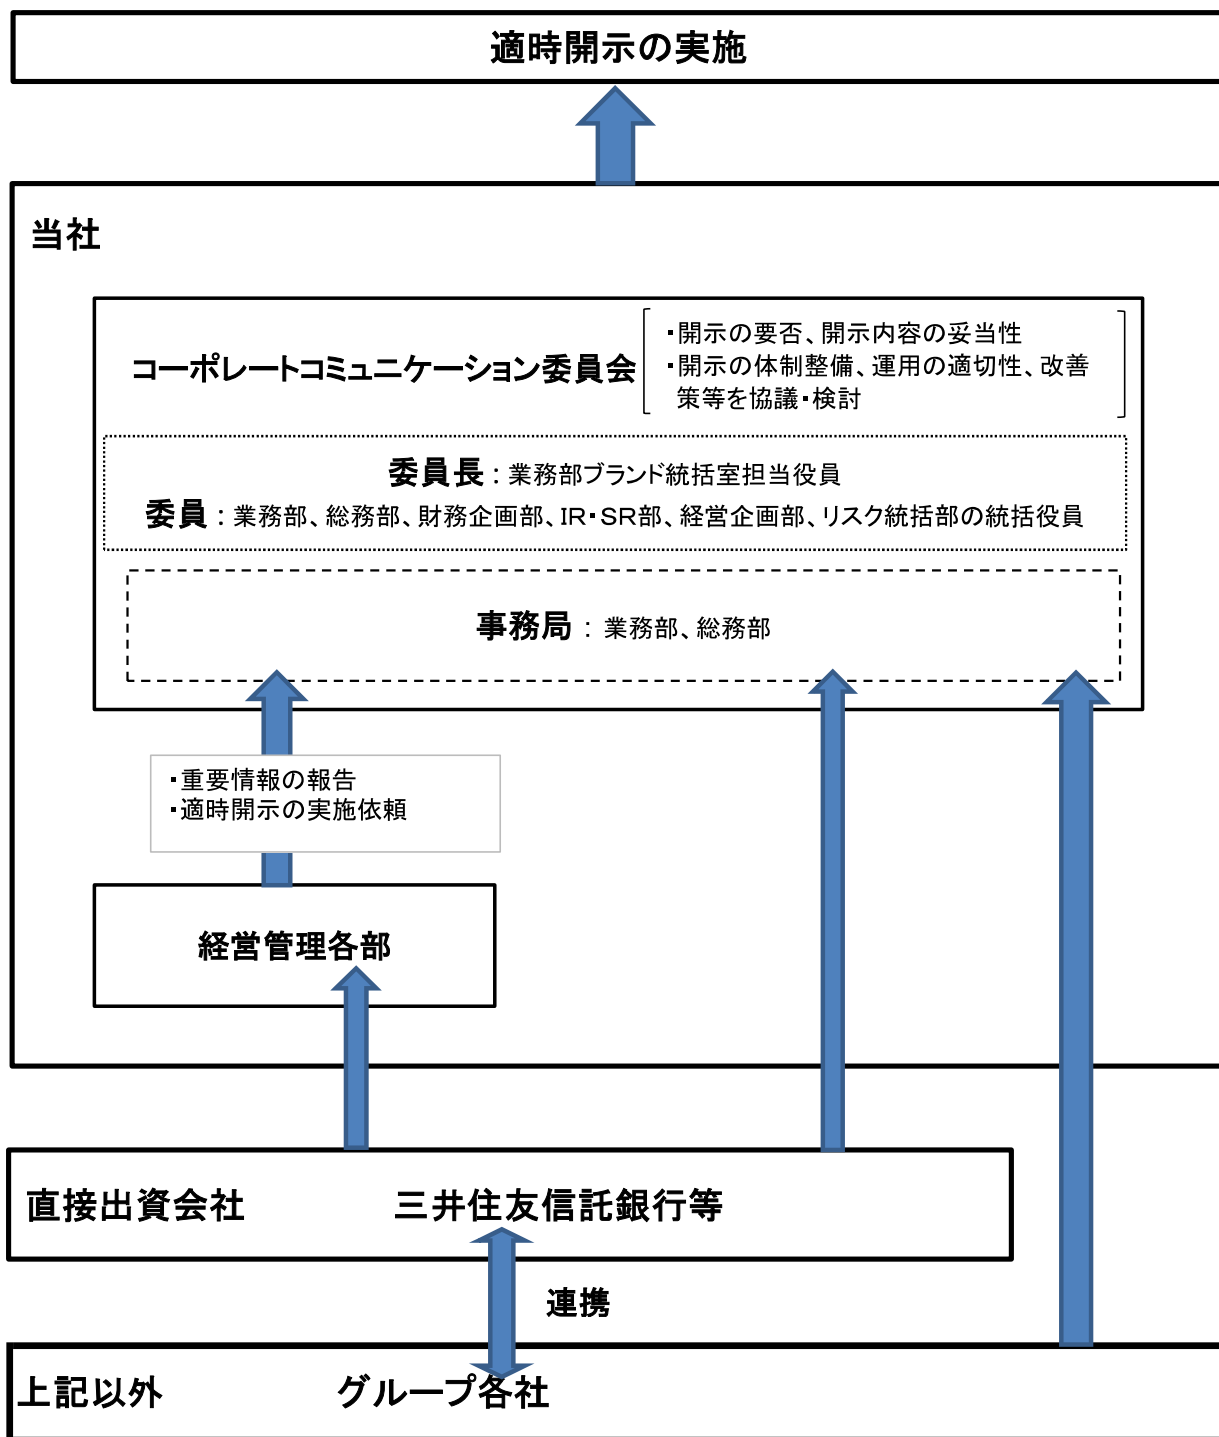 適時開示の実施
当社
コーポレートコミュニケーション委員会
・開示の要否、開示内容の妥当性
・開示の体制整備、運用の適切性、改善
策等を協議・検討
委員長：業務部ブランド統括室担当役員
委員：業務部、総務部、財務企画部、IR・SR部、経営企画部、リスク統括部の統括役員
事務局：業務部、総務部
・重要情報の報告
・適時開示の実施依頼
経営管理各部
直接出資会社　三井住友信託銀行等
連携
上記以外　グループ各社